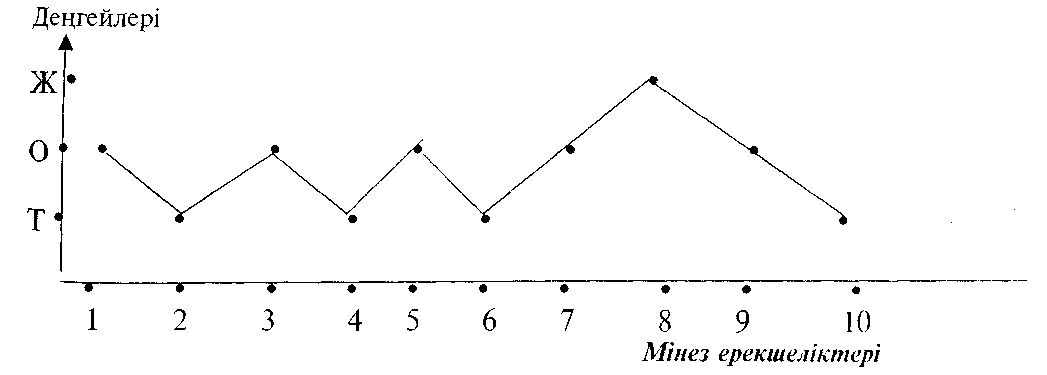 Деңгейлері
Ж
О
Т
1 2 3 4 5 6 7 8 9 10
Мінез ерекшеліктері